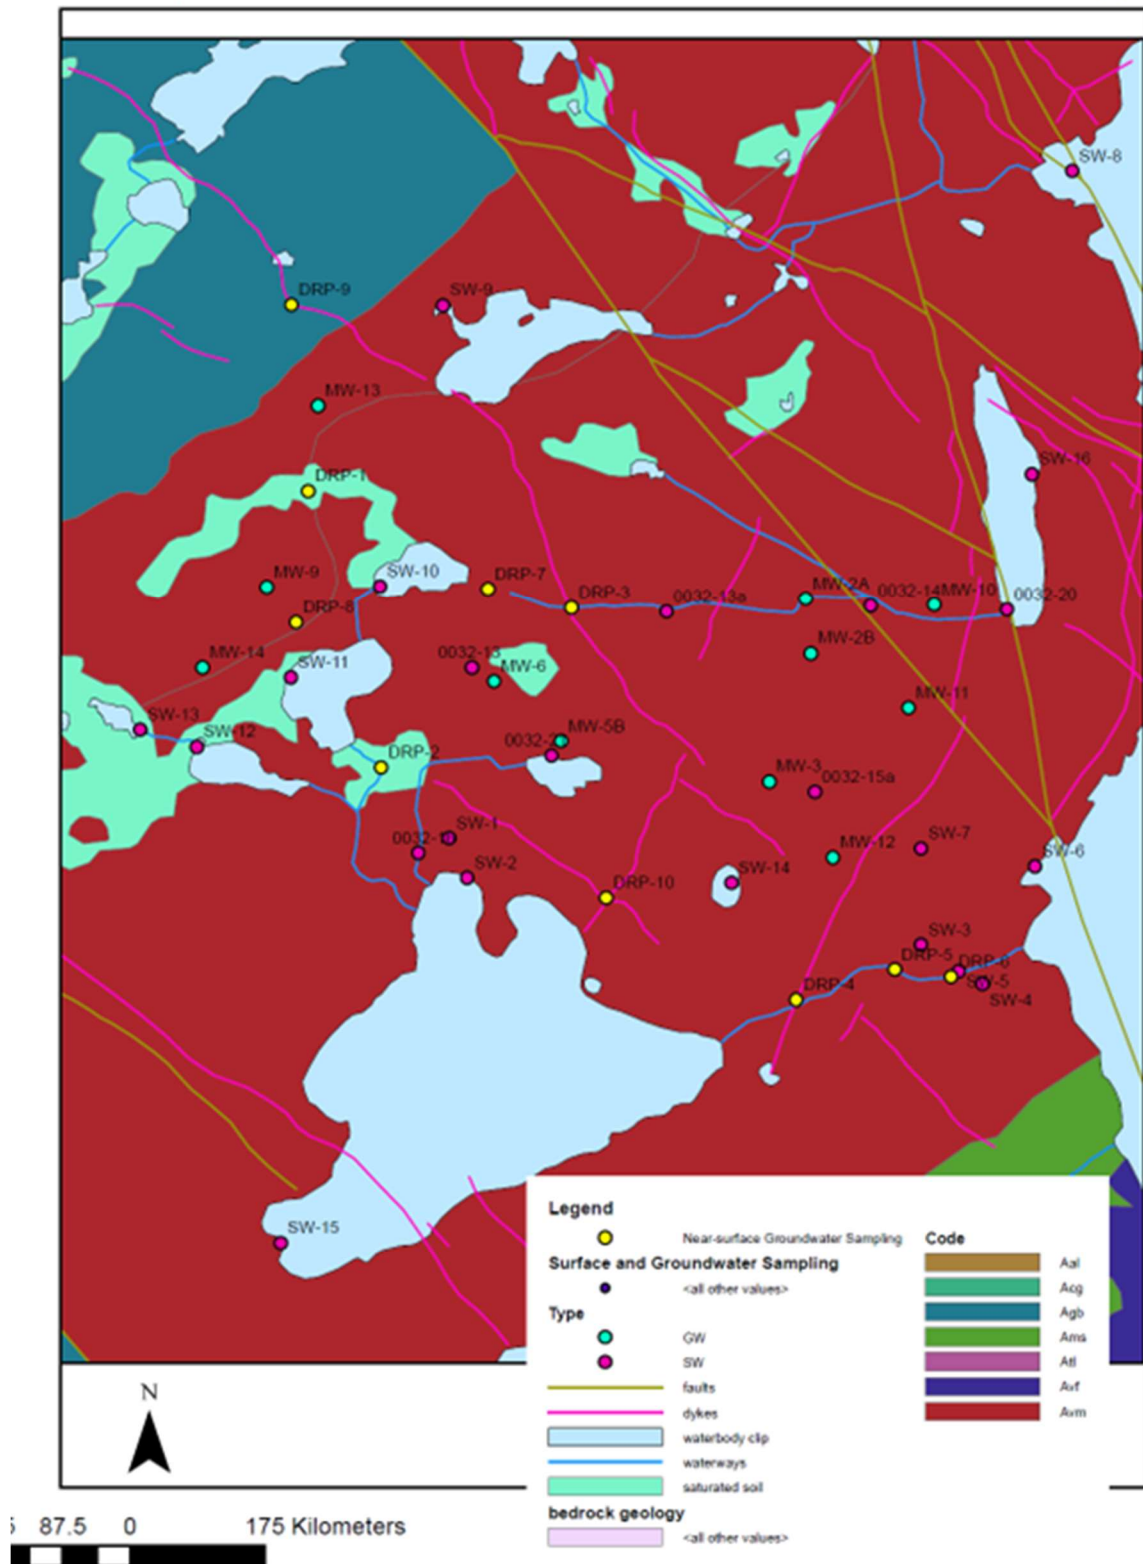 SW-8
DRP-9
SW-9
MW-13
SW-16
DRP-1
MW-9
SW-10
DRP-7
DRP-3
0032-13a
MW-2A
0032-14
MW-10
0032-20
DRP-8
MW-2B
MW-14
SW-11
0032-13
MW-6
MW-11
SW-13
SW-12
DRP-2
0032-2
MW-5B
MW-3
0032-15a
SW-1
0032-1
SW-2
MW-12
SW-7
SW-6
SW-14
DRP-10
SW-3
DRP-5
DRP-6
SW-5
SW-4
DRP-4
SW-15
Legend
Near-surface Groundwater Sampling
Surface and Groundwater Sampling
<all other values>
Type
GW
SW
faults
dykes
waterbody clip
waterways
saturated soil
bedrock geology
<all other values>
Code
Aal
Acg
Agb
Ams
Atl
Avf
Avm
N
87.5 0 175 Kilometers